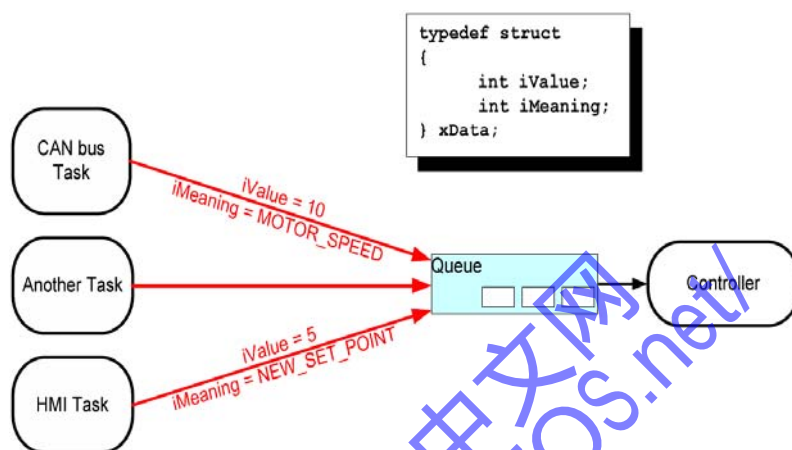 typedef struct
{
int iValue;
int iMeaning;
} xData;
CAN bus
Task
iValue = 10
iMeaning = MOTOR_SPEED
Another Task
Queue
Controller
iValue = 5
iMeaning = NEW_SET_POINT
HMI Task
中文网
OS.net/